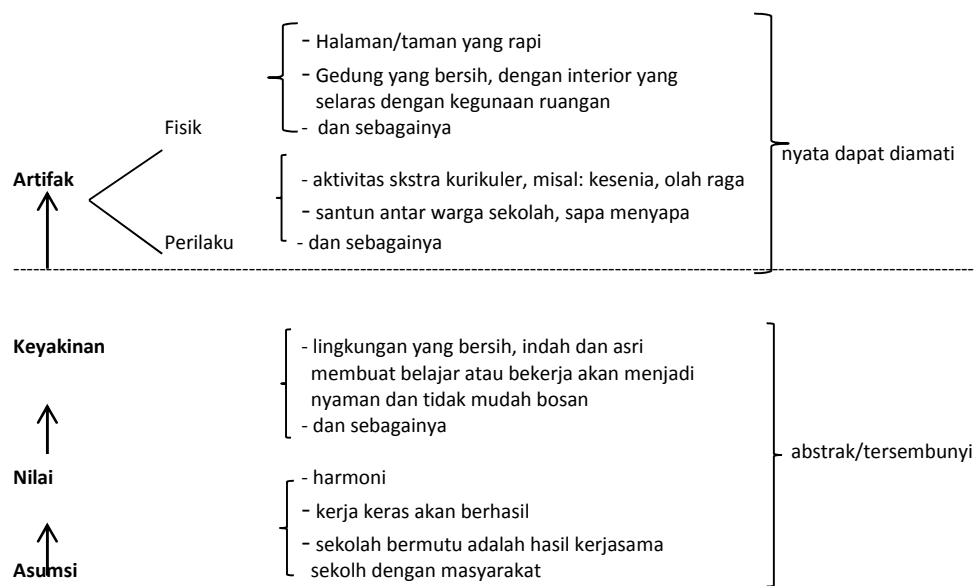 - Halaman/taman yang rapi
- Gedung yang bersih, dengan interior yang
selaras dengan kegunaan ruangan
- dan sebagainya
Fisik
nyata dapat diamati
Artifak
- aktivitas skstra kurikuler, misal: kesenia, olah raga
- santun antar warga sekolah, sapa menyapa
Perilaku
- dan sebagainya
Keyakinan
- lingkungan yang bersih, indah dan asri
membuat belajar atau bekerja akan menjadi
nyaman dan tidak mudah bosan
- dan sebagainya
abstrak/tersembunyi
Nilai
- harmoni
- kerja keras akan berhasil
- sekolah bermutu adalah hasil kerjasama
Asumsi
sekolh dengan masyarakat